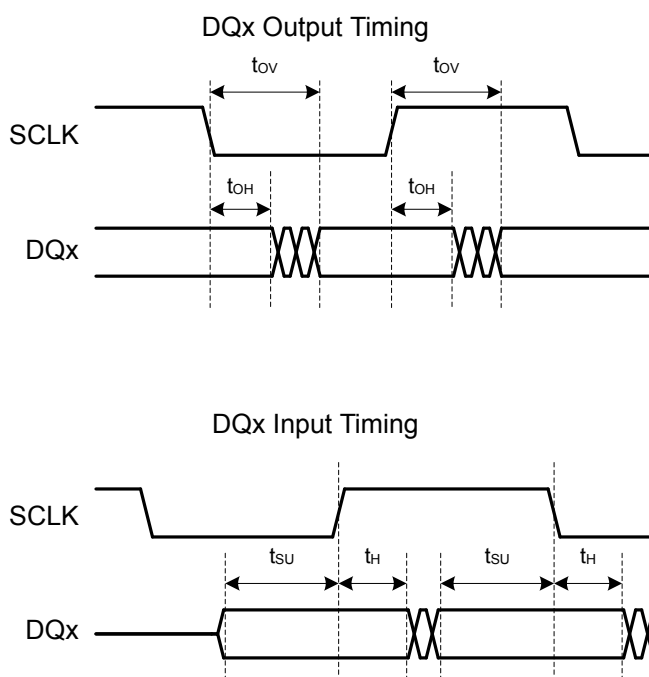 DQx Output Timing
tOV tOV
SCLK
tOH tOH
DQx
DQx Input Timing
SCLK
tSU tH tSU tH
DQx